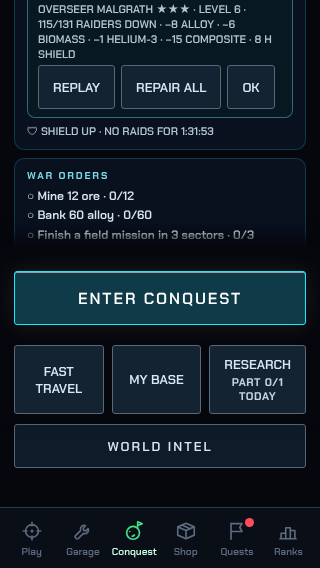 OVERSEER MALGRATH ★★★ · LEVEL 6 ·
115/131 RAIDERS DOWN · −8 ALLOY · −6
BIOMASS · −1 HELIUM-3 · −15 COMPOSITE · 8 H
SHIELD
REPLAY
REPAIR ALL
OK
🛡 SHIELD UP · NO RAIDS FOR 1:31:53
WAR ORDERS
○ Mine 12 ore · 0/12
○ Bank 60 alloy · 0/60
○ Finish a field mission in 3 sectors · 0/3
ENTER CONQUEST
FAST
TRAVEL
MY BASE
RESEARCH
PART 0/1
TODAY
WORLD INTEL
Play
Garage
Conquest
Shop
Quests
Ranks